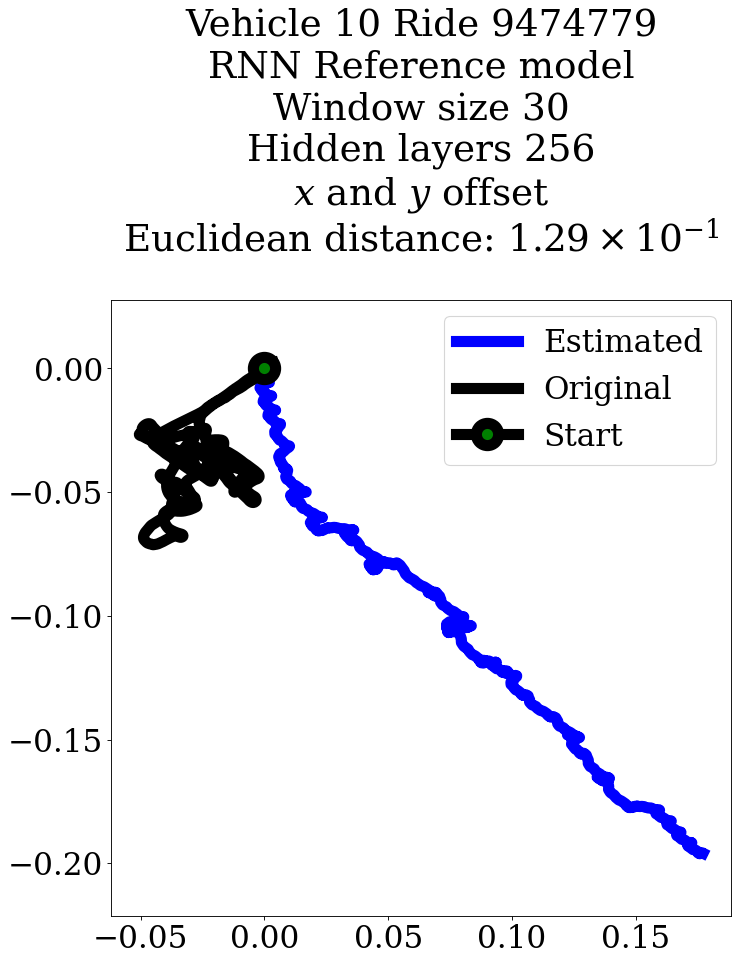 Vehicle 10 Ride 9474779
RNN Reference model
Window size 30
Hidden layers 256
x and y offset
Euclidean distance: 1.29 × 10⁻¹
Estimated
Original
Start
0.00
−0.05
−0.10
−0.15
−0.20
−0.05 0.00 0.05 0.10 0.15